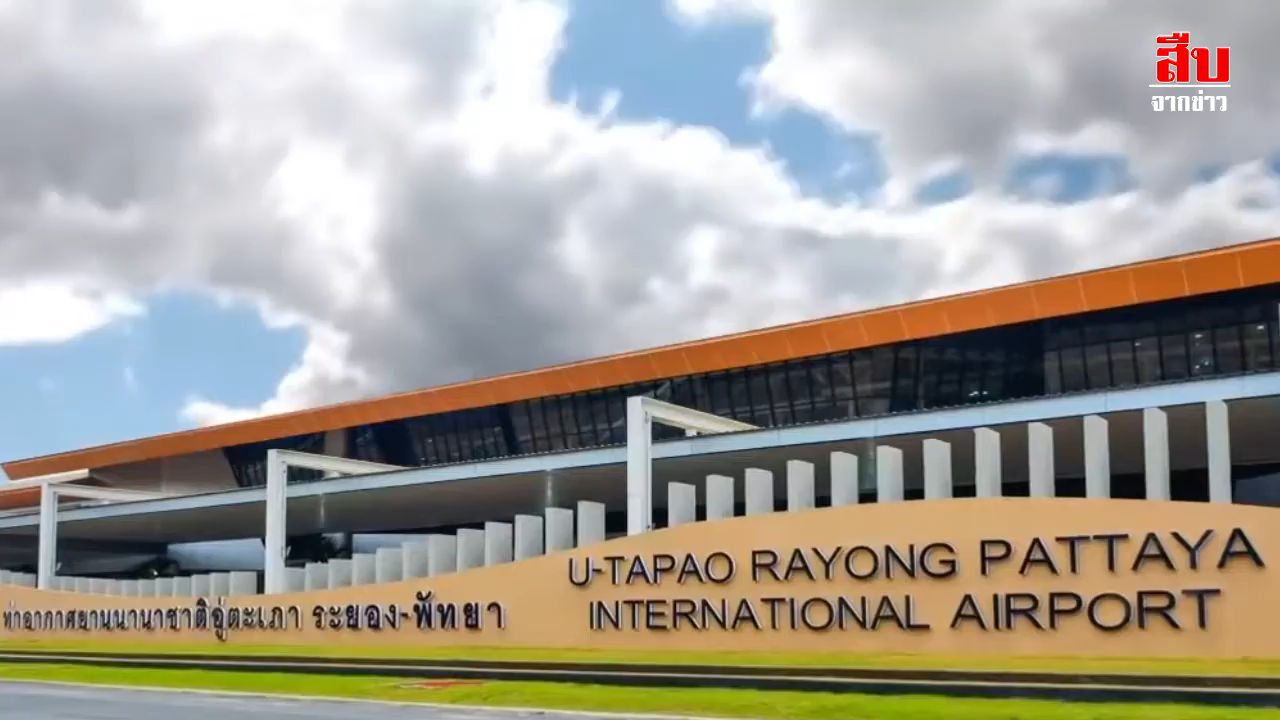 สืบ
จากข่าว
ท่าอากาศยานนานาชาติอู่ตะเภา ระยอง-พัทยา
U-TAPAO RAYONG PATTAYA
INTERNATIONAL AIRPORT